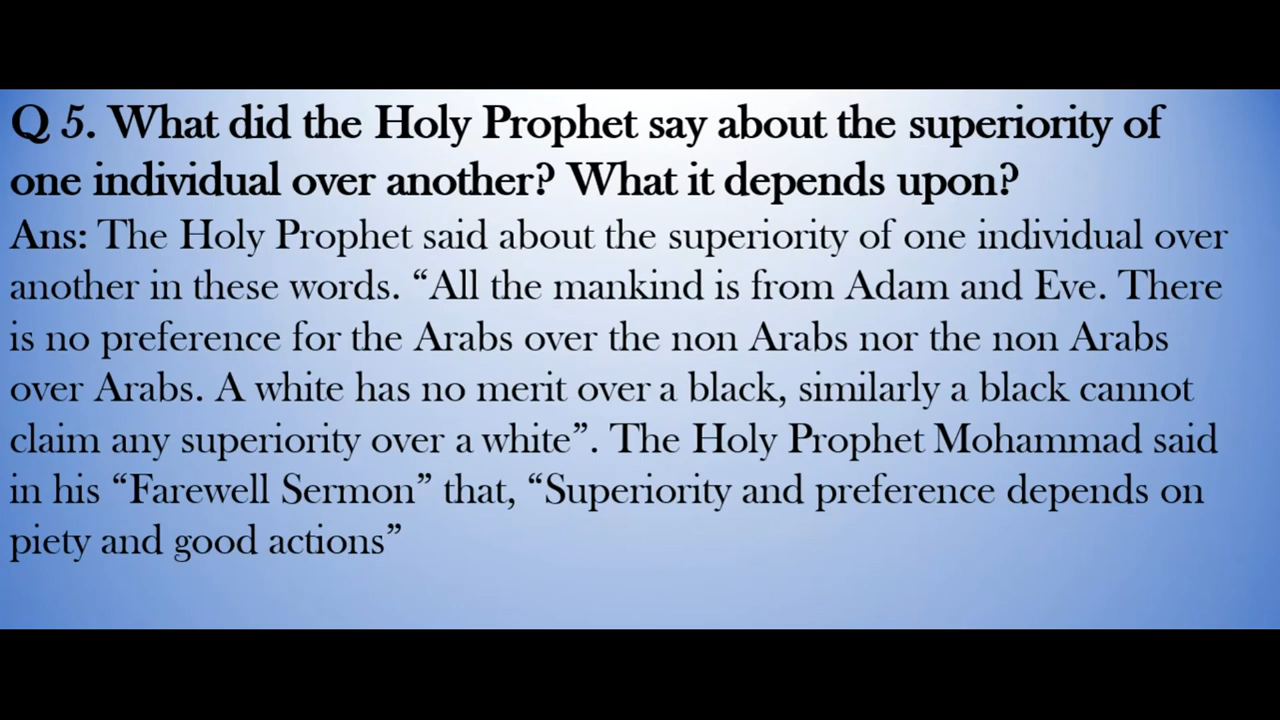 Q 5. What did the Holy Prophet say about the superiority of
one individual over another? What it depends upon?
Ans: The Holy Prophet said about the superiority of one individual over
another in these words. “All the mankind is from Adam and Eve. There
is no preference for the Arabs over the non Arabs nor the non Arabs
over Arabs. A white has no merit over a black, similarly a black cannot
claim any superiority over a white”. The Holy Prophet Mohammad said
in his “Farewell Sermon” that, “Superiority and preference depends on
piety and good actions”